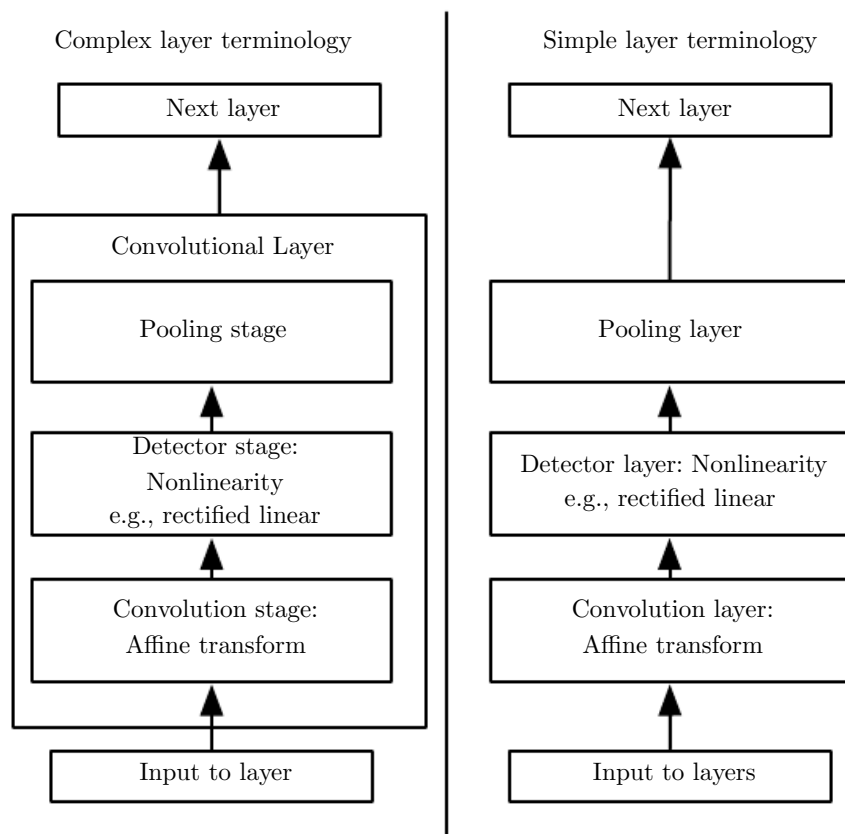 Complex layer terminology
Next layer
Convolutional Layer
Pooling stage
Detector stage:
Nonlinearity
e.g., rectified linear
Convolution stage:
Affine transform
Input to layer
Simple layer terminology
Next layer
Pooling layer
Detector layer: Nonlinearity
e.g., rectified linear
Convolution layer:
Affine transform
Input to layers